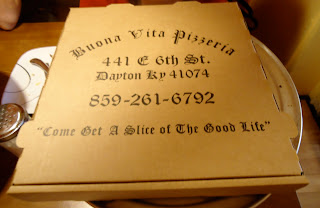 Buona Vita Pizzeria
441 E 6th St.
Dayton Ky 41074
859-261-6792
"Come Get A Slice of The Good Life"